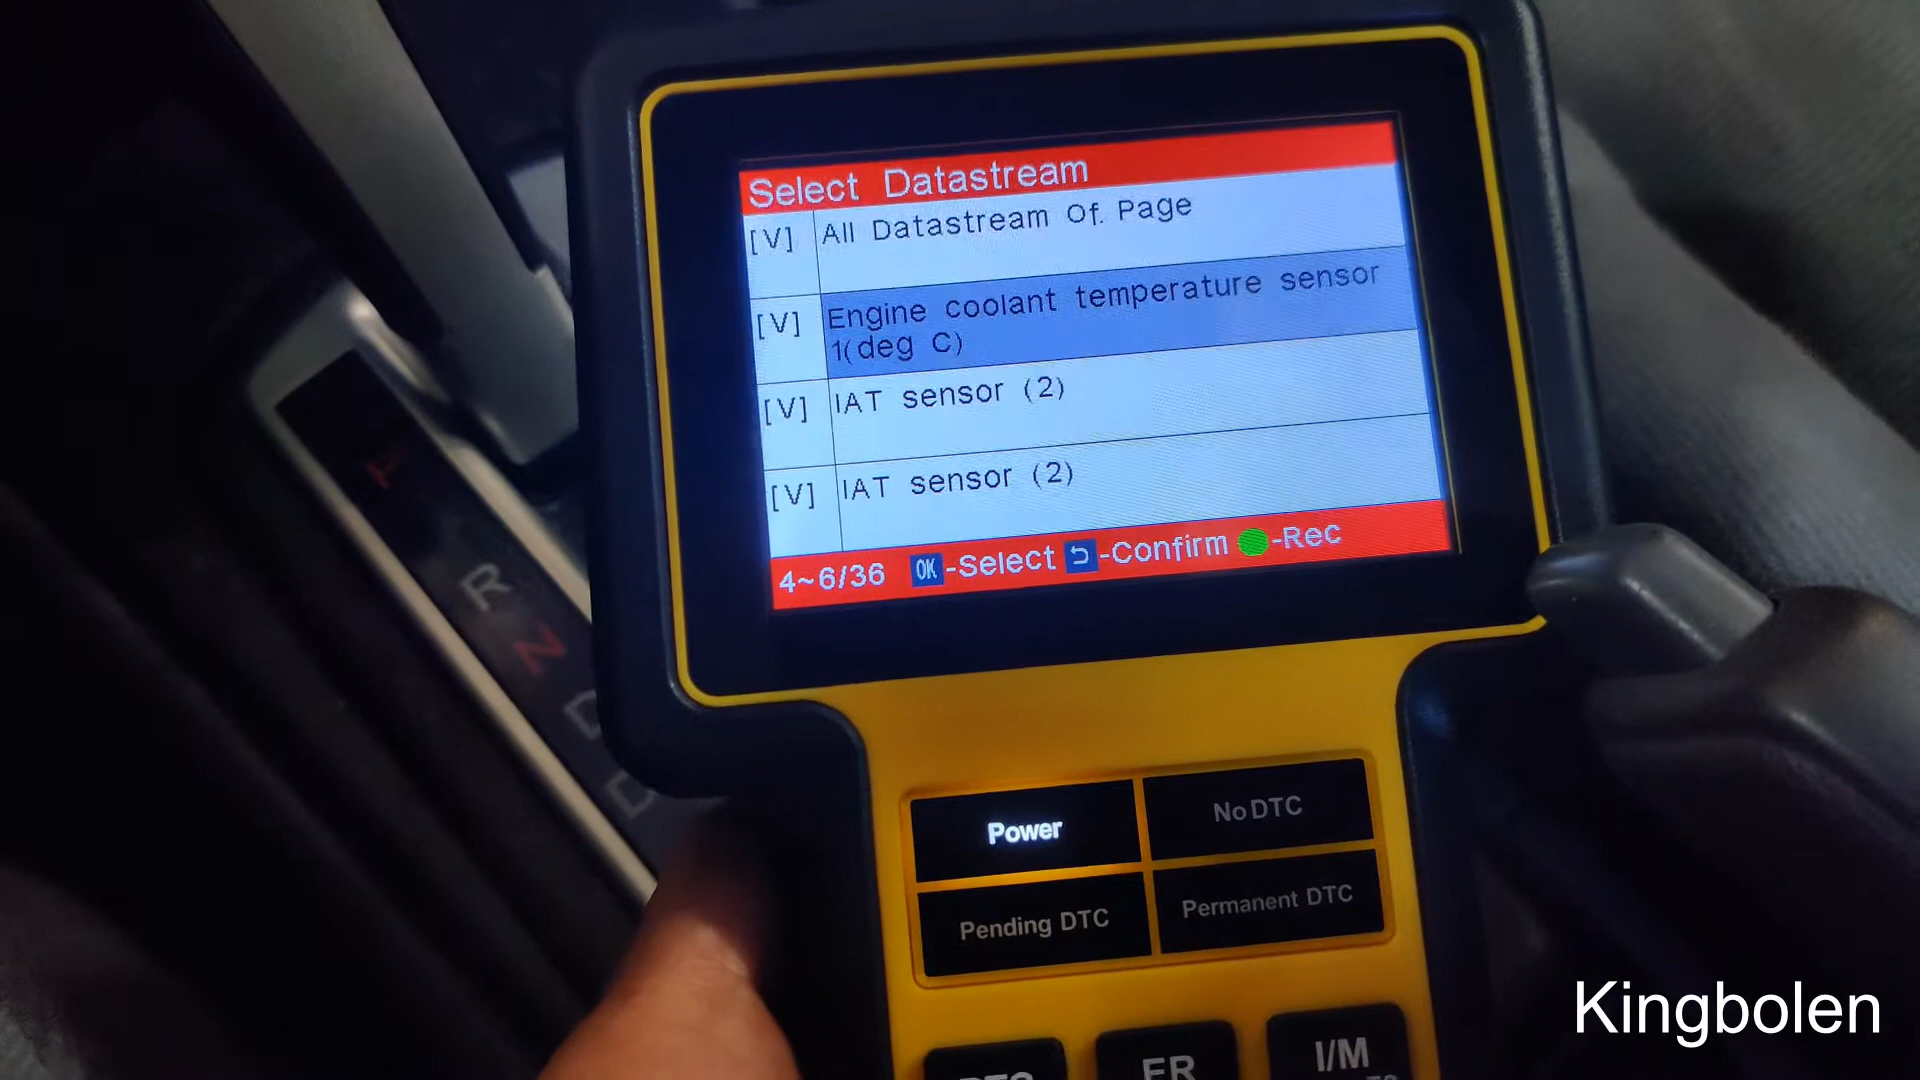 Select Datastream
[V] All Datastream Of. Page
[V] Engine coolant temperature sensor
1(deg C)
[V] IAT sensor (2)
[V] IAT sensor (2)
4~6/36 OK-Select -Confirm -Rec
R
N
D
Power
No DTC
Pending DTC
Permanent DTC
ER
I/M
Kingbolen